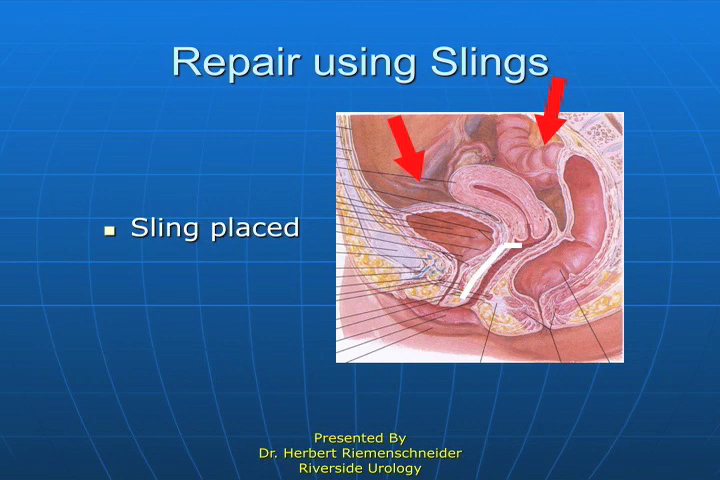 Repair using Slings
Sling placed
Presented By
Dr. Herbert Riemenschneider
Riverside Urology